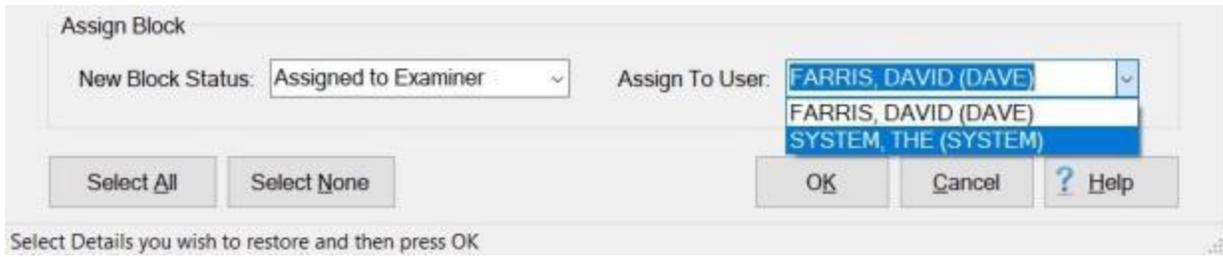 Assign Block
New Block Status: Assigned to Examiner Assign To User: FARRIS, DAVID (DAVE)
FARRIS, DAVID (DAVE)
SYSTEM, THE (SYSTEM)
Select All Select None OK Cancel ? Help
Select Details you wish to restore and then press OK